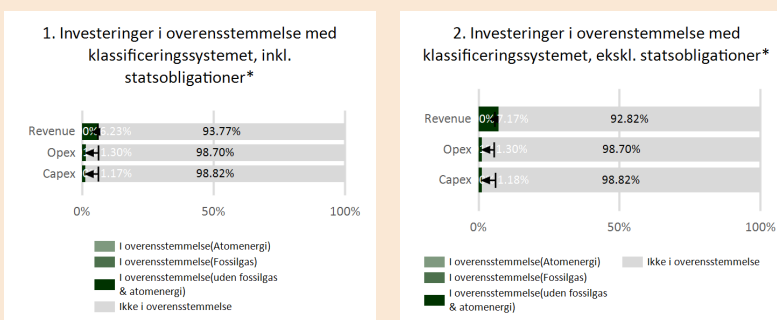 1. Investeringer i overensstemmelse med
klassificeringssystemet, inkl.
statsobligationer*
Revenue 0% 6.23% 93.77%
Opex 1.30% 98.70%
Capex 1.17% 98.82%
0% 50% 100%
I overensstemmelse(Atomenergi)
I overensstemmelse(Fossilgas)
I overensstemmelse(uden fossilgas
& atomenergi)
Ikke i overensstemmelse
2. Investeringer i overenstemmelse med
klassificeringssystemet, ekskl. statsobligationer*
Revenue 0% 7.17% 92.82%
Opex 1.30% 98.70%
Capex 1.18% 98.82%
0% 50% 100%
I overensstemmelse(Atomenergi) Ikke i overensstemmelse
I overensstemmelse(Fossilgas)
I overensstemmelse(uden fossilgas
& atomenergi)